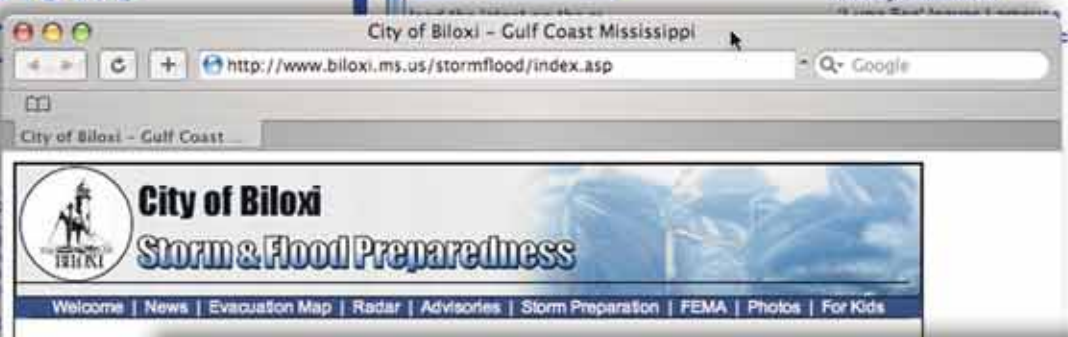 City of Biloxi – Gulf Coast Mississippi
http://www.biloxi.ms.us/stormflood/index.asp
Google
City of Biloxi – Gulf Coast ...
City of Biloxi
Storm & Flood Preparedness
BILOXI
Welcome | News | Evacuation Map | Radar | Advisories | Storm Preparation | FEMA | Photos | For Kids